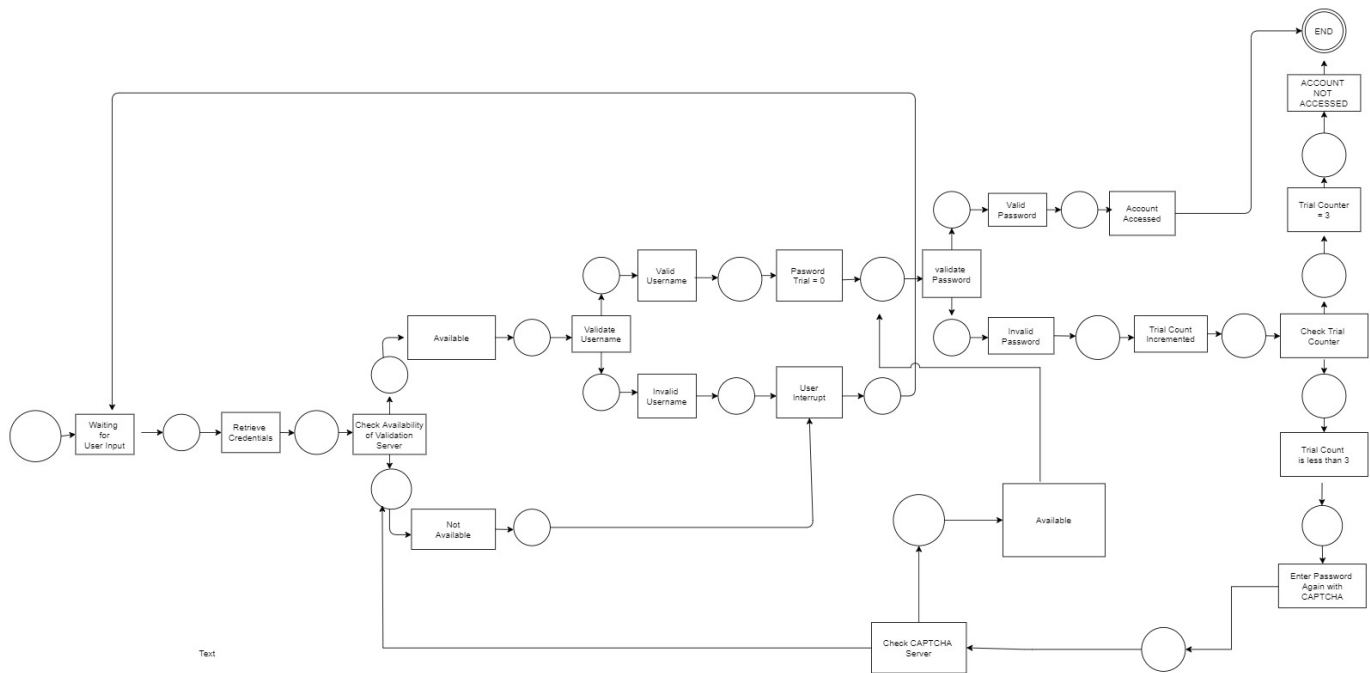 END
ACCOUNT
NOT
ACCESSED
Trial Counter
= 3
Valid
Password
Account
Accessed
Valid
Username
Pasword
Trial = 0
validate
Password
Available
Validate
Username
Invalid
Password
Trial Count
Incremented
Check Trial
Counter
Invalid
Username
User
Interrupt
Waiting
for
User Input
Retrieve
Credentials
Check Availability
of Validation
Server
Trial Count
is less than 3
Not
Available
Available
Enter Password
Again with
CAPTCHA
Check CAPTCHA
Server
Text